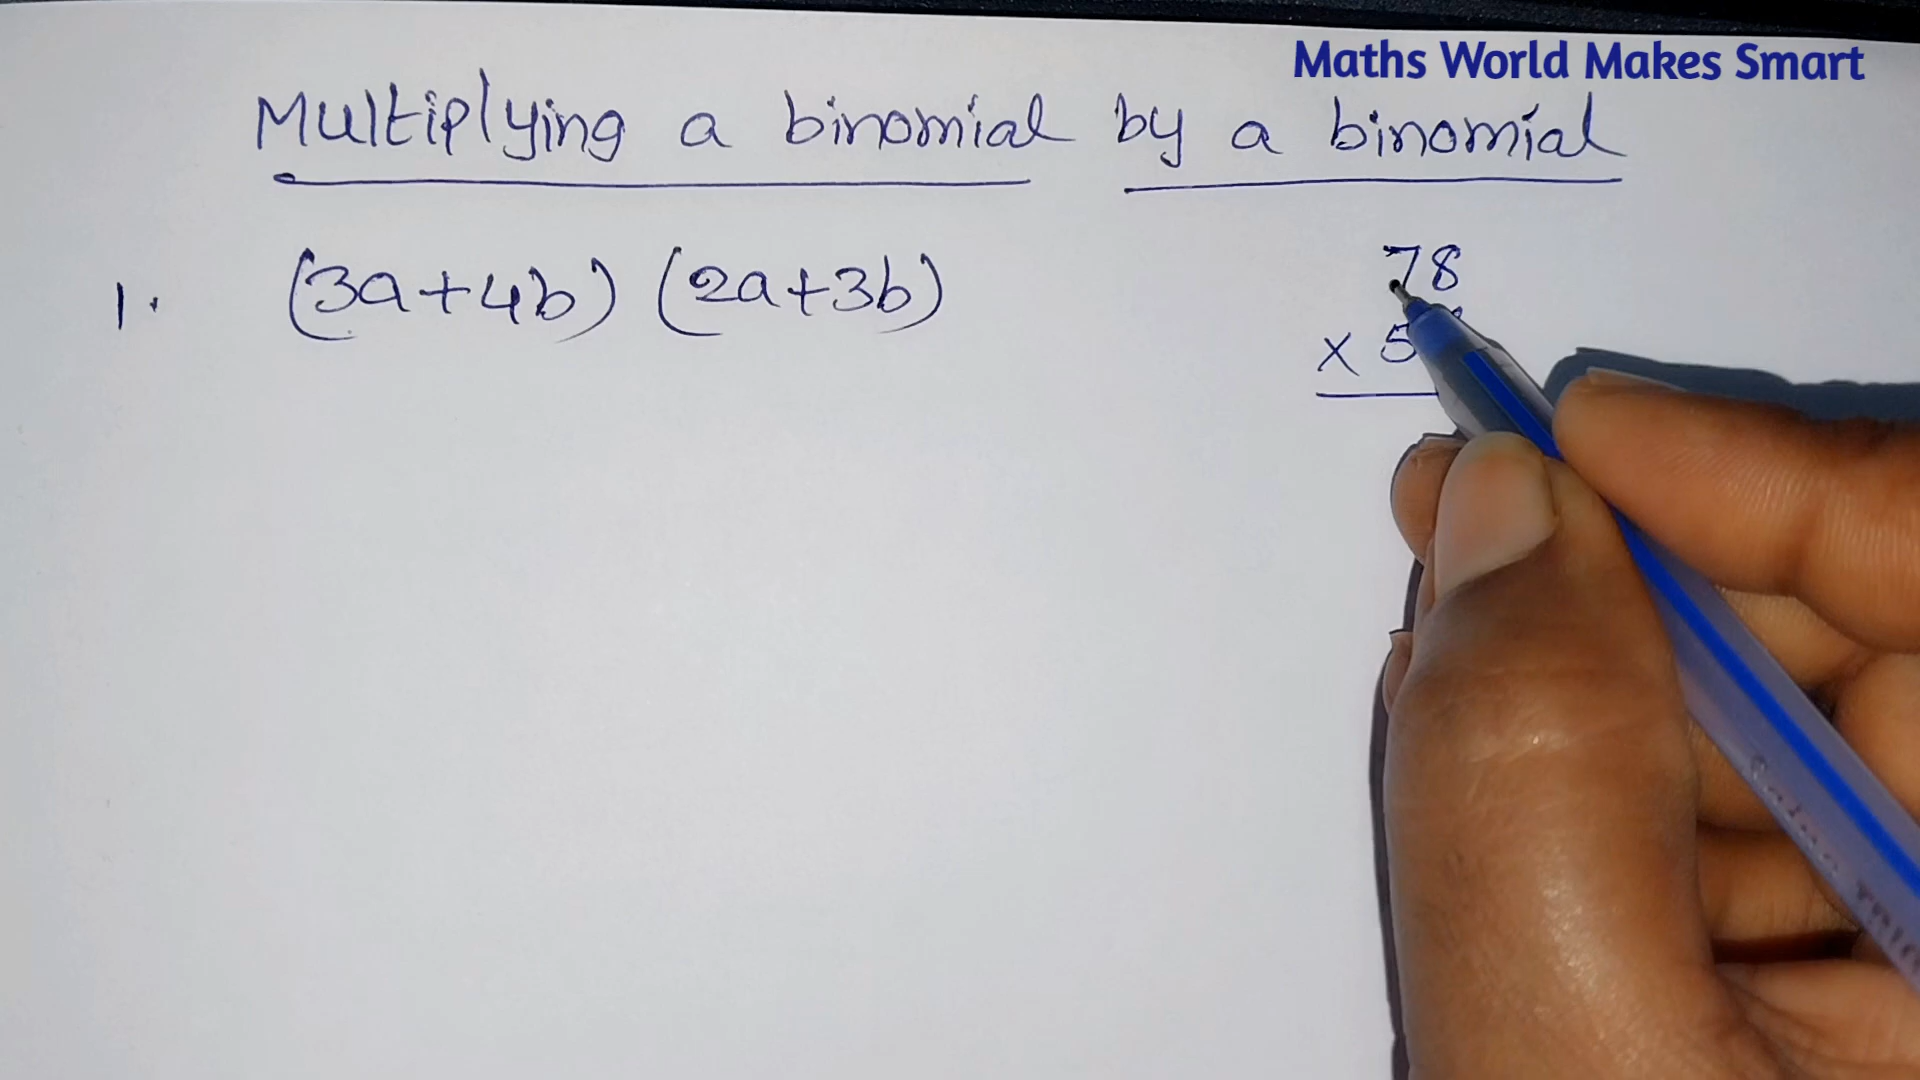 Maths World Makes Smart
Multiplying a binomial by a binomial
1. (3a+4b) (2a+3b)
78
× 5